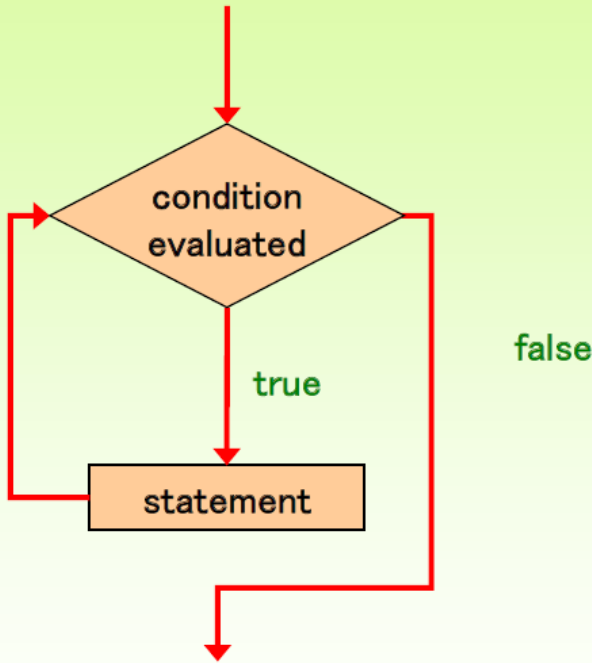 condition
evaluated
false
true
statement